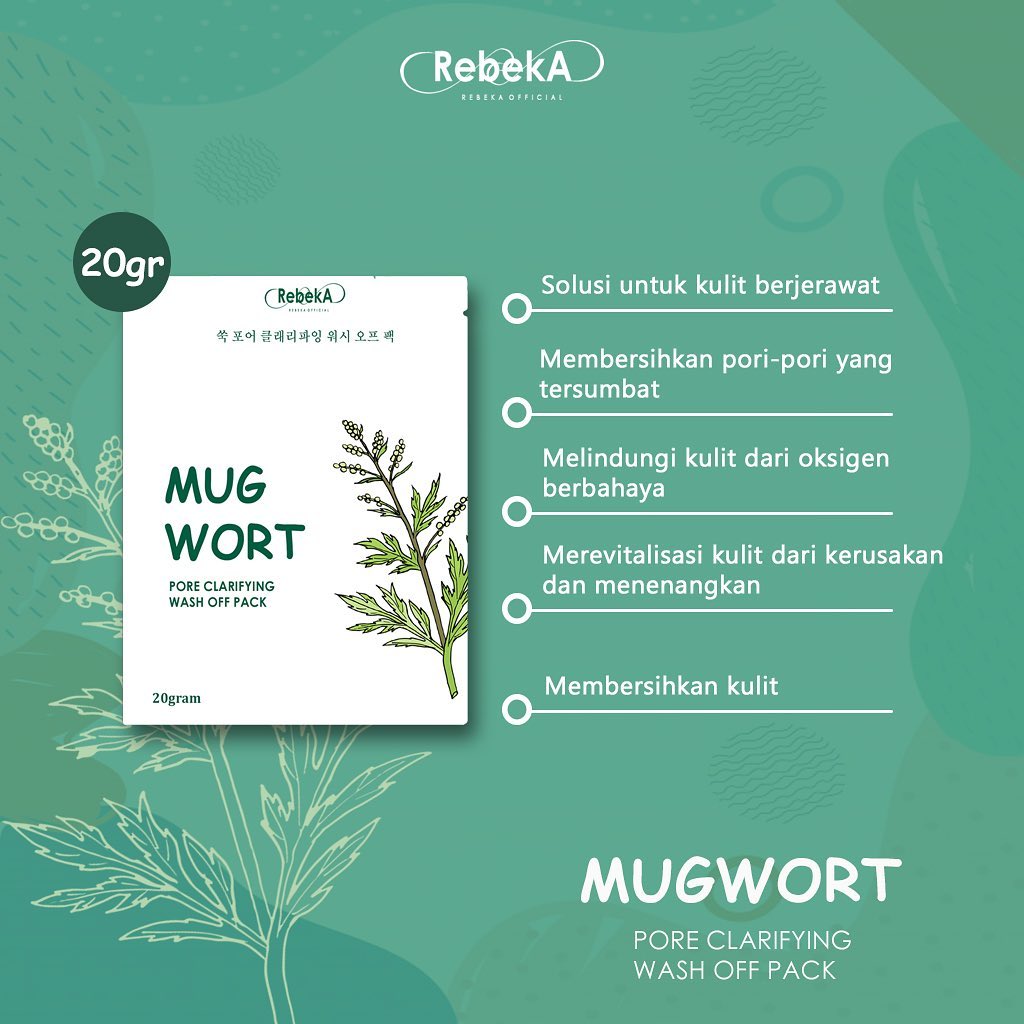 RebekA
REBEKA OFFICIAL
20gr
RebekA
REBEKA OFFICIAL
쑥 포어 클래리파잉 워시 오프 팩
MUG
WORT
PORE CLARIFYING
WASH OFF PACK
20gram
Solusi untuk kulit berjerawat
Membersihkan pori-pori yang
tersumbat
Melindungi kulit dari oksigen
berbahaya
Merevitalisasi kulit dari kerusakan
dan menenangkan
Membersihkan kulit
MUGWORT
PORE CLARIFYING
WASH OFF PACK